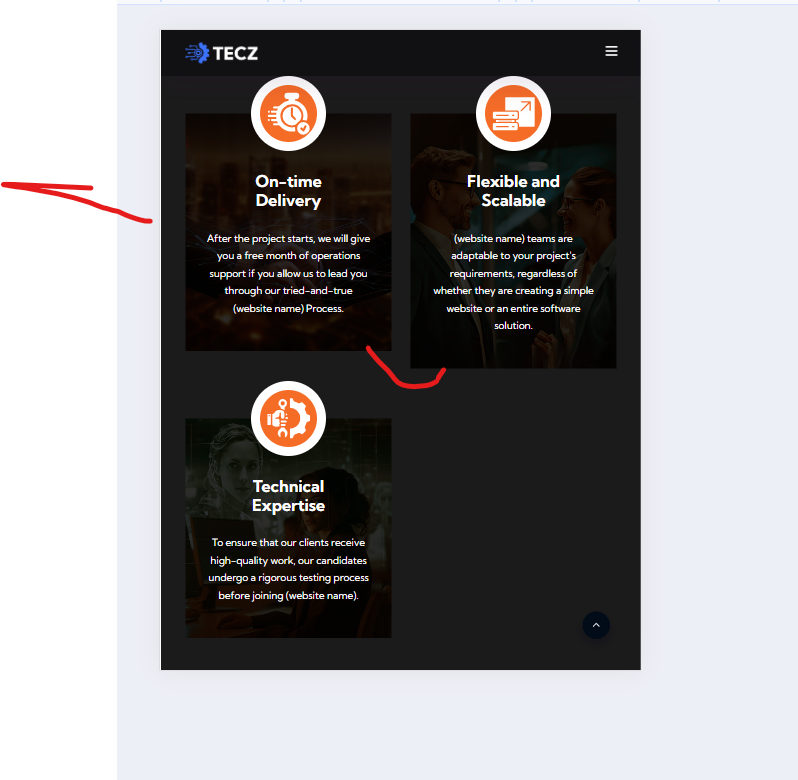 TECZ
On-time
Delivery
After the project starts, we will give
you a free month of operations
support if you allow us to lead you
through our tried-and-true
(website name) Process.
Flexible and
Scalable
(website name) teams are
adaptable to your project's
requirements, regardless of
whether they are creating a simple
website or an entire software
solution.
Technical
Expertise
To ensure that our clients receive
high-quality work, our candidates
undergo a rigorous testing process
before joining (website name).